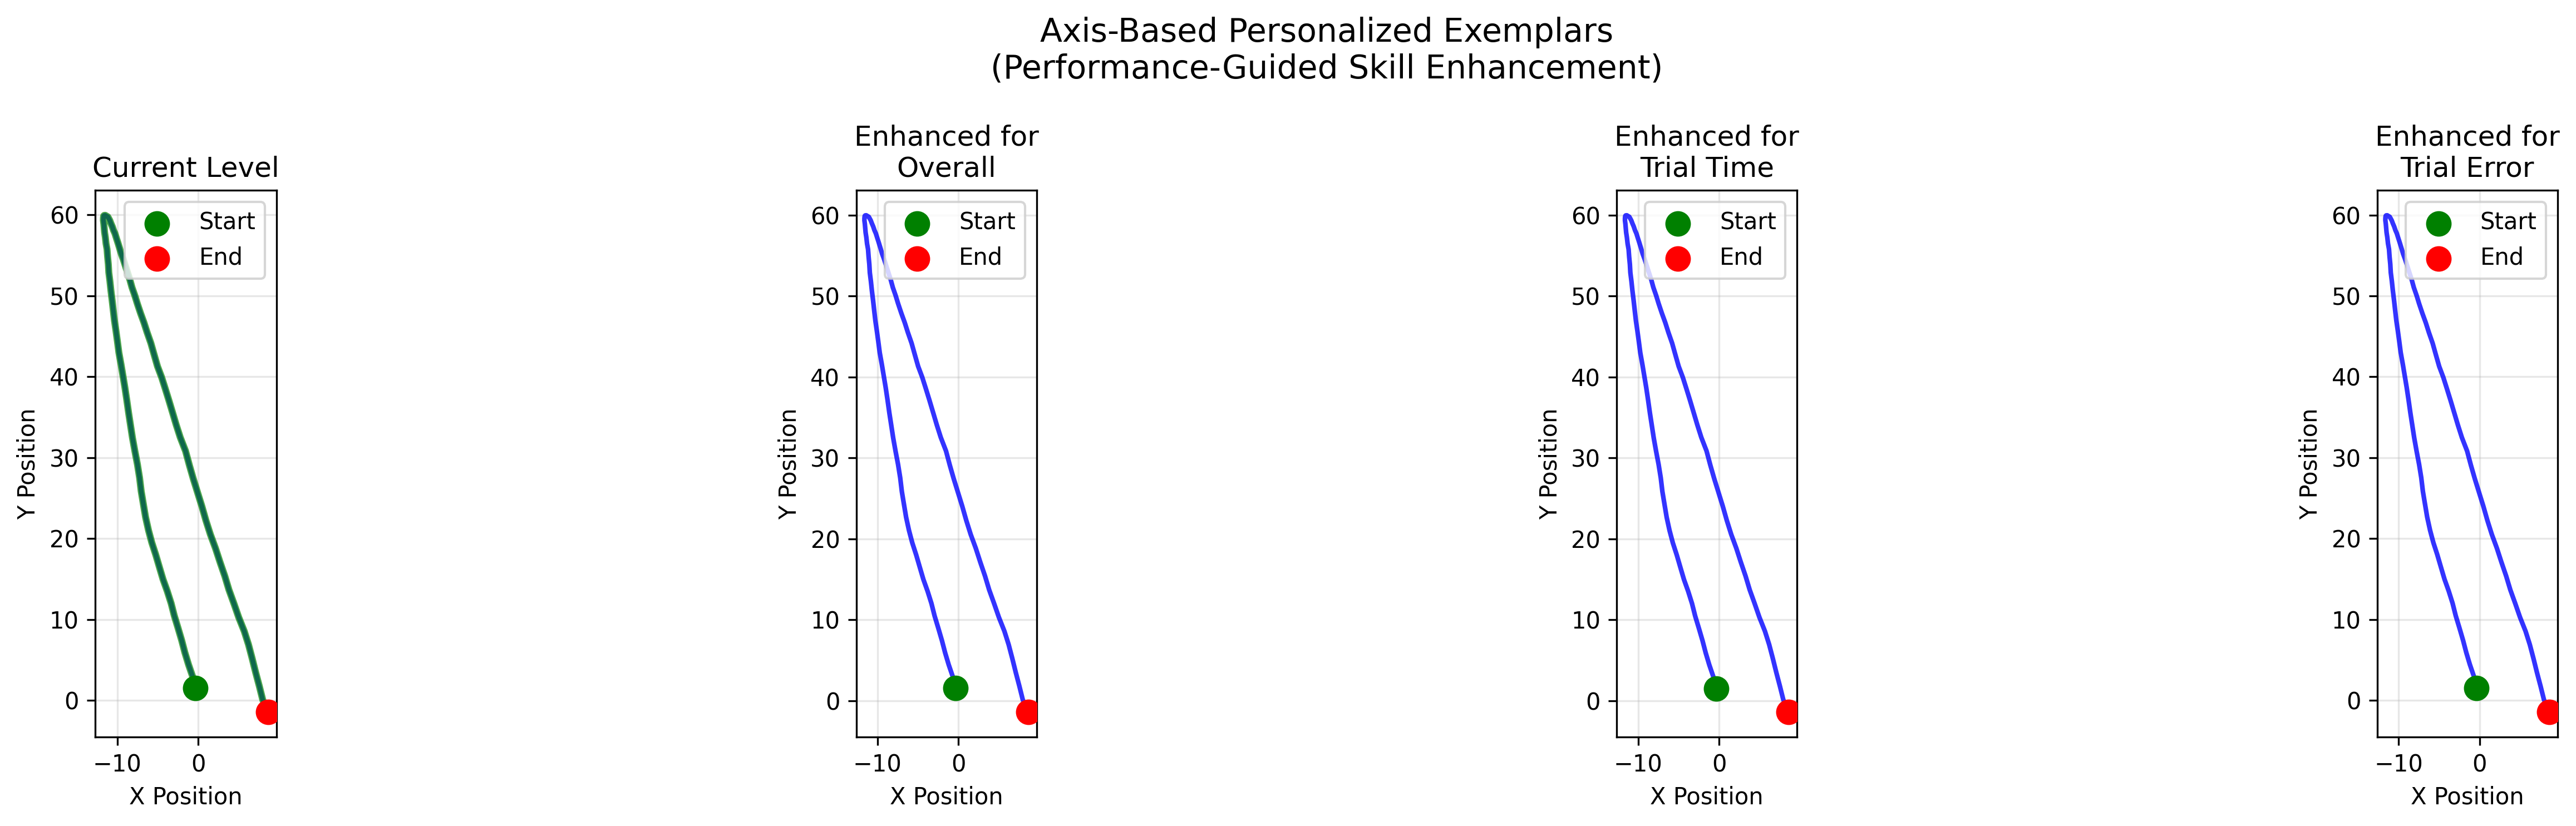 Axis-Based Personalized Exemplars
(Performance-Guided Skill Enhancement)
Current Level
Start
End
60
50
40
30
20
10
0
−10 0
X Position
Y Position
Enhanced for
Overall
Start
End
60
50
40
30
20
10
0
−10 0
X Position
Y Position
Enhanced for
Trial Time
Start
End
60
50
40
30
20
10
0
−10 0
X Position
Y Position
Enhanced for
Trial Error
Start
End
60
50
40
30
20
10
0
−10 0
X Position
Y Position